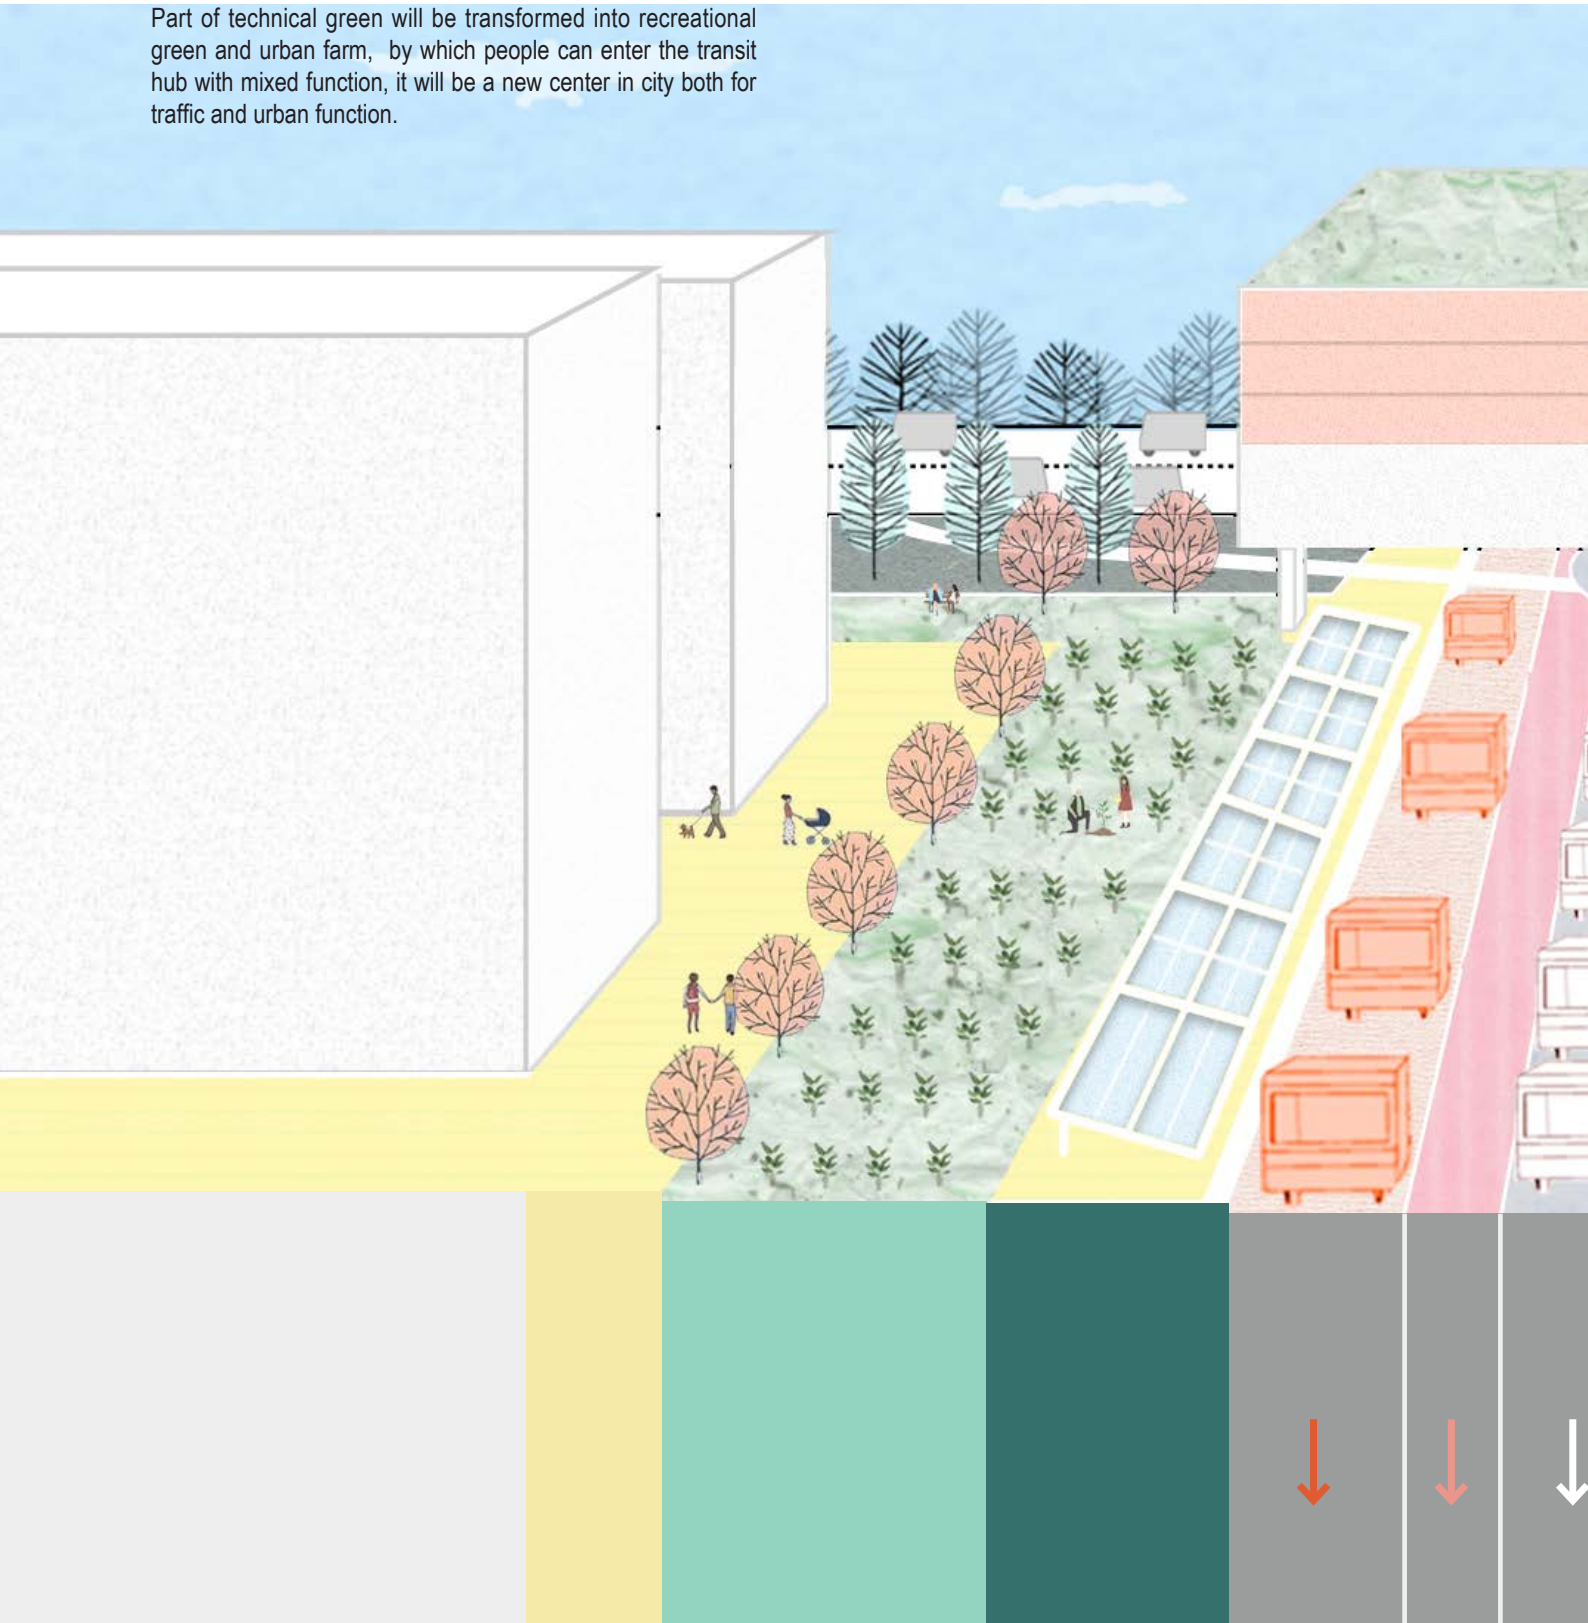 Part of technical green will be transformed into recreational
green and urban farm, by which people can enter the transit
hub with mixed function, it will be a new center in city both for
traffic and urban function.